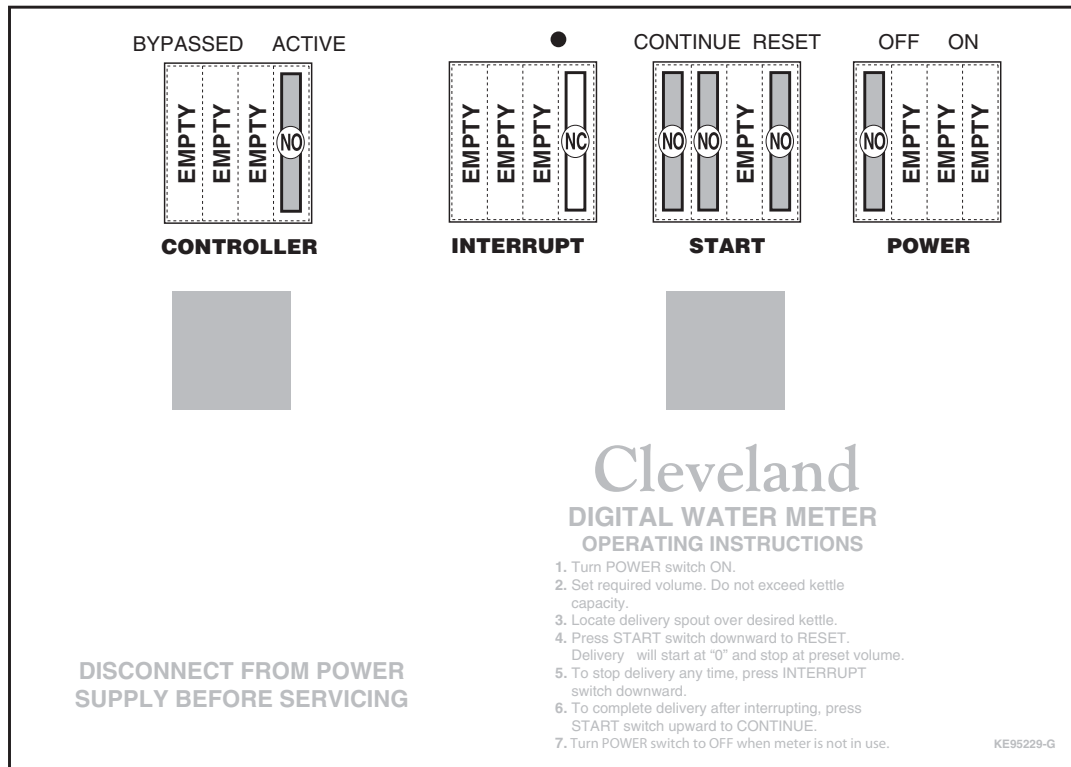 BYPASSED ACTIVE
CONTINUE RESET
OFF ON
EMPTY
EMPTY
EMPTY
NO
EMPTY
EMPTY
EMPTY
NC
NO
NO
EMPTY
NO
NO
EMPTY
EMPTY
EMPTY
CONTROLLER
INTERRUPT
START
POWER
Cleveland
DIGITAL WATER METER
OPERATING INSTRUCTIONS
1. Turn POWER switch ON.
2. Set required volume. Do not exceed kettle
capacity.
3. Locate delivery spout over desired kettle.
4. Press START switch downward to RESET.
Delivery will start at “0” and stop at preset volume.
5. To stop delivery any time, press INTERRUPT
switch downward.
6. To complete delivery after interrupting, press
START switch upward to CONTINUE.
7. Turn POWER switch to OFF when meter is not in use.
DISCONNECT FROM POWER
SUPPLY BEFORE SERVICING
KE95229-G